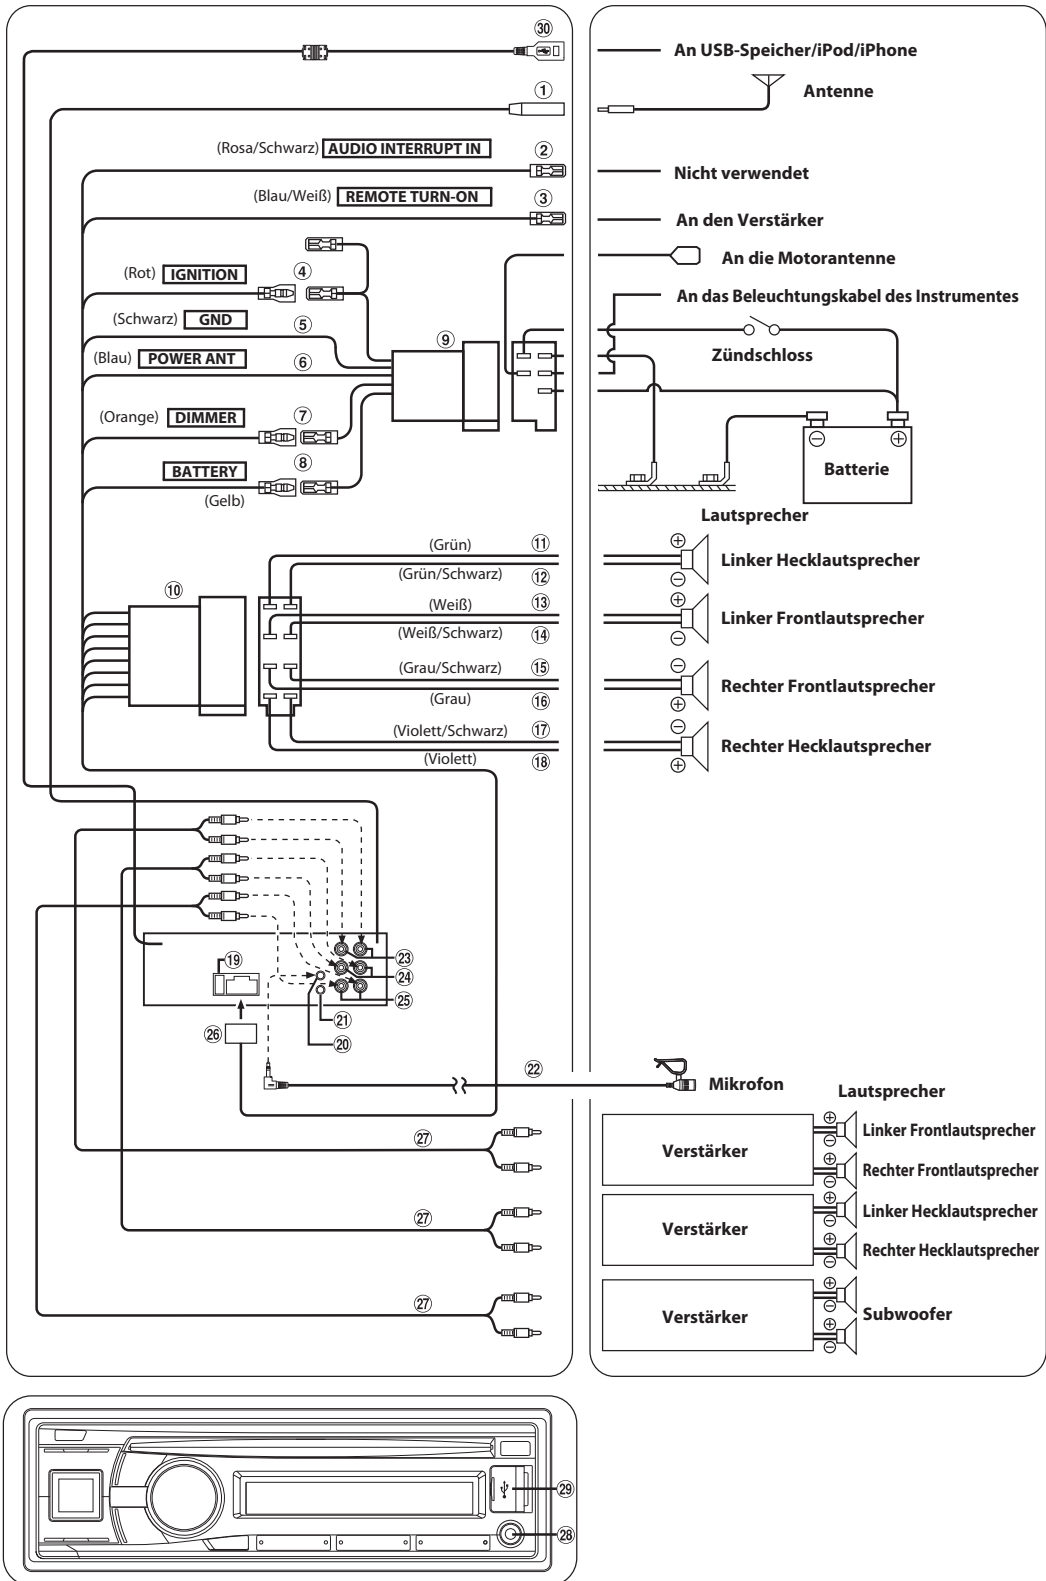 ㉚
An USB-Speicher/iPod/iPhone
①
Antenne
(Rosa/Schwarz) AUDIO INTERRUPT IN
②
Nicht verwendet
(Blau/Weiß) REMOTE TURN-ON
③
An den Verstärker
An die Motorantenne
(Rot) IGNITION
④
An das Beleuchtungskabel des Instrumentes
(Schwarz) GND
⑤
⑨
Zündschloss
(Blau) POWER ANT
⑥
(Orange) DIMMER
⑦
BATTERY
⑧
(Gelb)
⊖ ⊕
Batterie
Lautsprecher
(Grün) ⑪
⊕
(Grün/Schwarz) ⑫
⊖
Linker Hecklautsprecher
⑩
(Weiß) ⑬
⊕
(Weiß/Schwarz) ⑭
⊖
Linker Frontlautsprecher
(Grau/Schwarz) ⑮
⊖
(Grau) ⑯
⊕
Rechter Frontlautsprecher
(Violett/Schwarz) ⑰
⊖
(Violett) ⑱
⊕
Rechter Hecklautsprecher
⑲
㉓
㉔
㉕
㉑
⑳
㉖
㉒
Mikrofon
Lautsprecher
㉗
Verstärker
⊕
⊖
Linker Frontlautsprecher
⊕
⊖
Rechter Frontlautsprecher
㉗
Verstärker
⊕
⊖
Linker Hecklautsprecher
⊕
⊖
Rechter Hecklautsprecher
㉗
Verstärker
⊕
⊖
⊕
⊖
Subwoofer
㉙
㉘